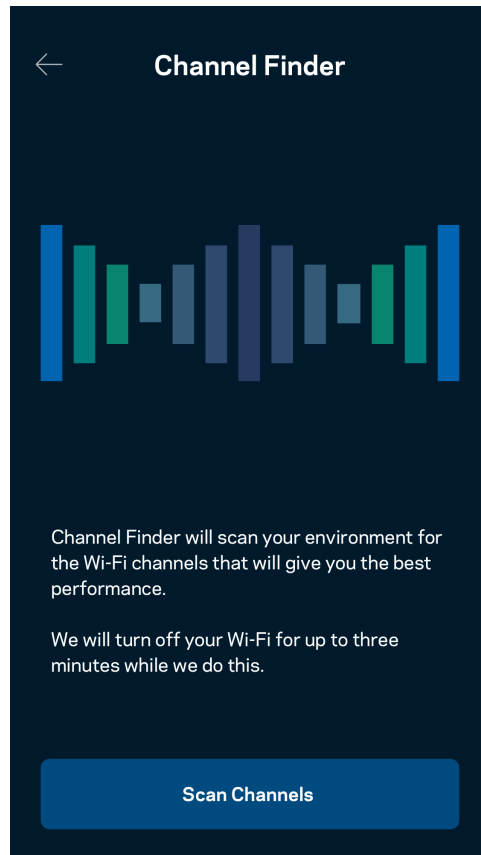 Channel Finder
Channel Finder will scan your environment for
the Wi-Fi channels that will give you the best
performance.
We will turn off your Wi-Fi for up to three
minutes while we do this.
Scan Channels